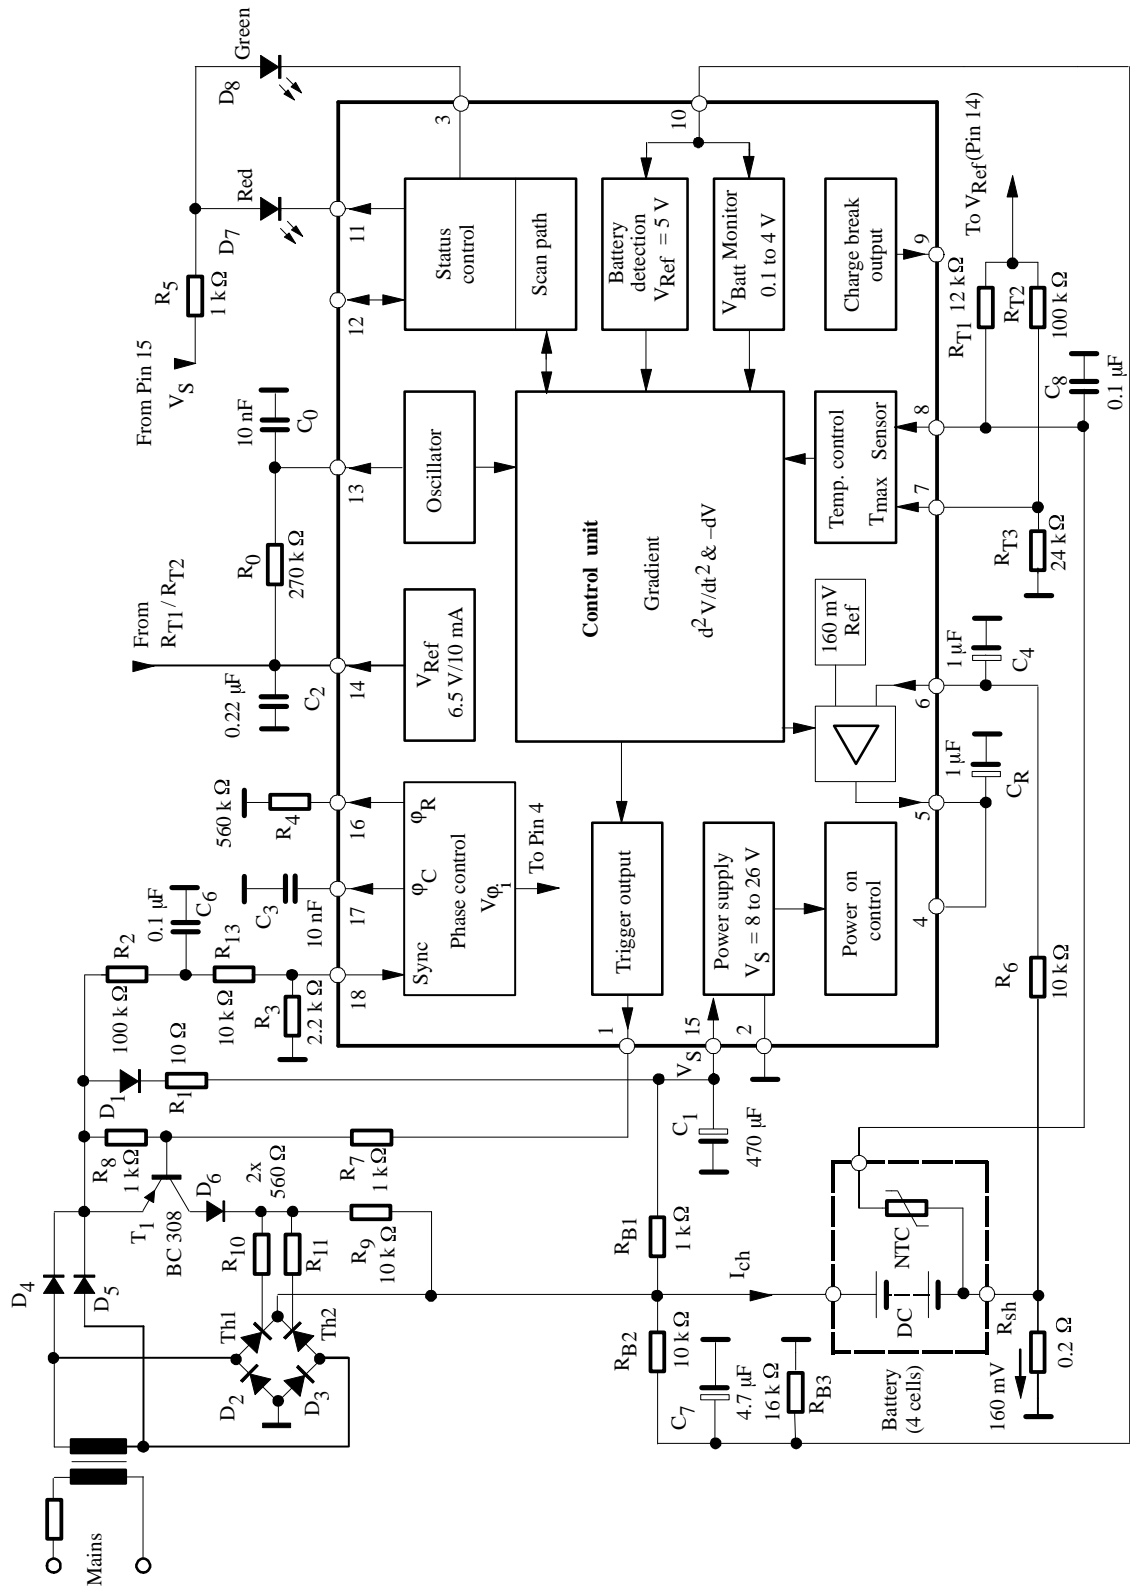 Mains
D4
D5
T1
BC 308
R8
1 kΩ
D6
D1
R1
10 Ω
R2
100 kΩ
0.1 µF
C6
R13
10 kΩ
R3
2.2 kΩ
C3
10 nF
560 kΩ
R4
0.22 µF
C2
From
RT1/RT2
R0
270 kΩ
10 nF
C0
From Pin 15
VS
R5
1 kΩ
D7
Red
D8
Green
Th1
Th2
D2
D3
R10
R11
2x
560 Ω
R7
1 kΩ
R9
10 kΩ
18
17
16
14
13
12
11
3
Sync
φC
φR
Phase control
Vφi
To Pin 4
VRef
6.5 V/10 mA
Oscillator
Status
control
Scan path
Control unit
Gradient
d2V/dt2 & –dV
Trigger output
Power supply
VS = 8 to 26 V
Power on
control
160 mV
Ref
Temp. control
Tmax Sensor
Battery
detection
VRef = 5 V
VBatt Monitor
0.1 to 4 V
Charge break
output
1
VS
15
2
4
5
6
7
8
9
10
C1
470 µF
RB1
1 kΩ
RB2
10 kΩ
Ich
C7
4.7 µF
16 kΩ
RB3
DC
NTC
Battery
(4 cells)
Rsh
160 mV
0.2 Ω
R6
10 kΩ
1 µF
CR
1 µF
C4
RT3
24 kΩ
RT1
12 kΩ
RT2
100 kΩ
C8
0.1 µF
To VRef (Pin 14)